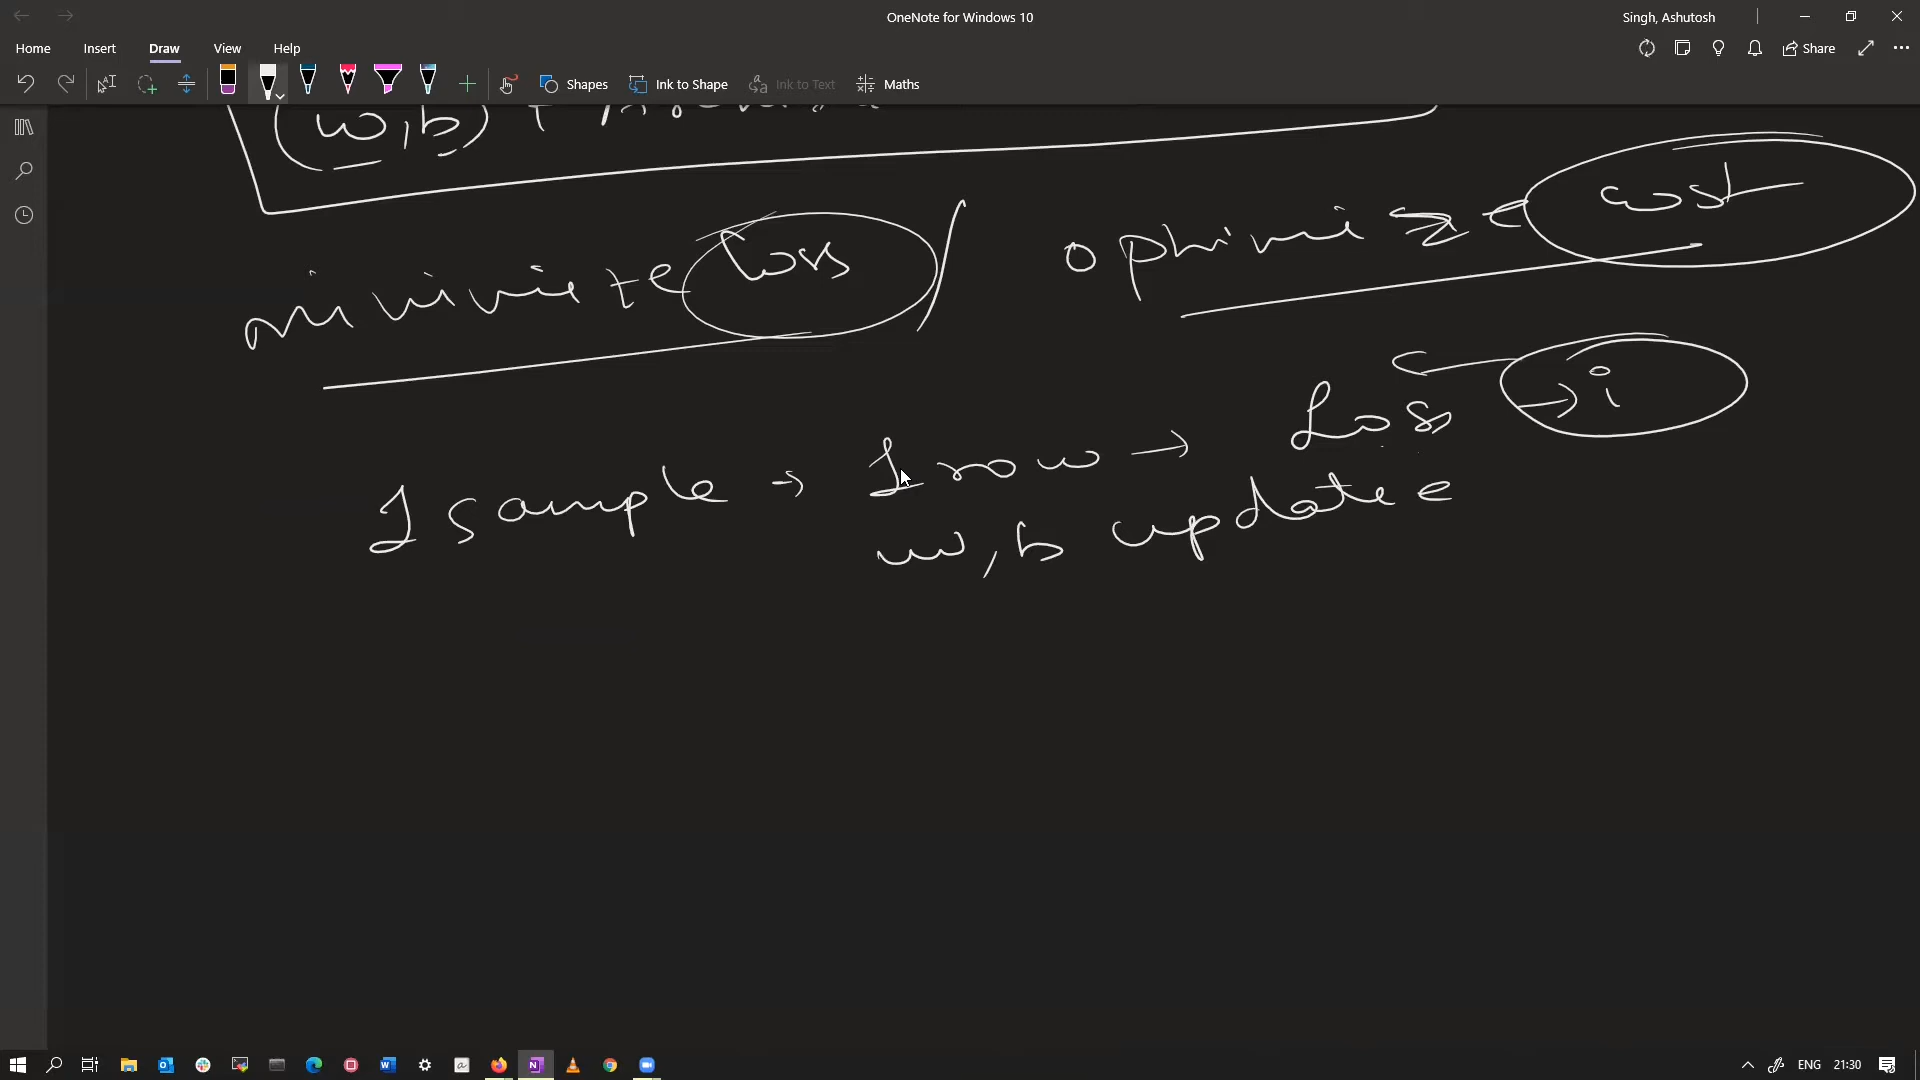 OneNote for Windows 10
Singh, Ashutosh
Home Insert Draw View Help
Share
Shapes Ink to Shape Ink to Text Maths
(w,b)
minimite loss / optimize cost
1 sample → 1 row → Loss → i
w, b update
ENG 21:30